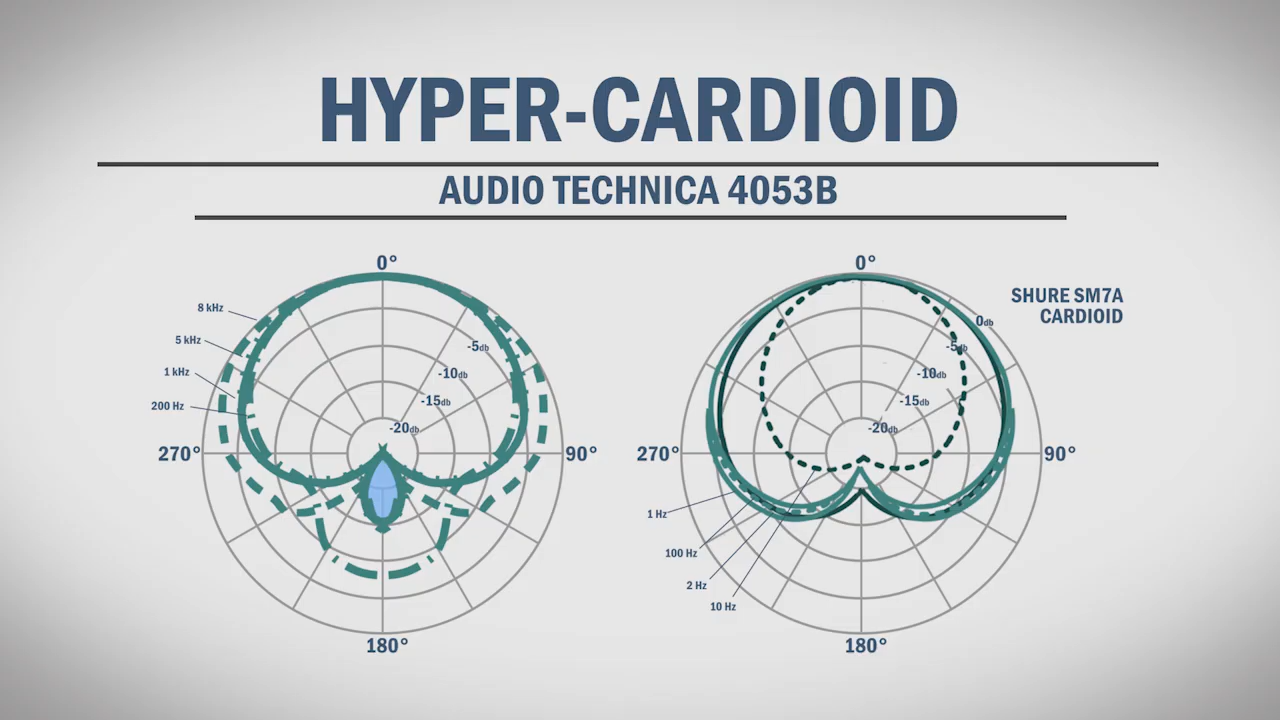 HYPER-CARDIOID
AUDIO TECHNICA 4053B
0°
8 kHz
5 kHz
1 kHz
200 Hz
-5db
-10db
-15db
-20db
270°
90°
180°
0°
SHURE SM7A
CARDIOID
0db
-5db
-10db
-15db
-20db
270°
90°
1 Hz
100 Hz
2 Hz
10 Hz
180°